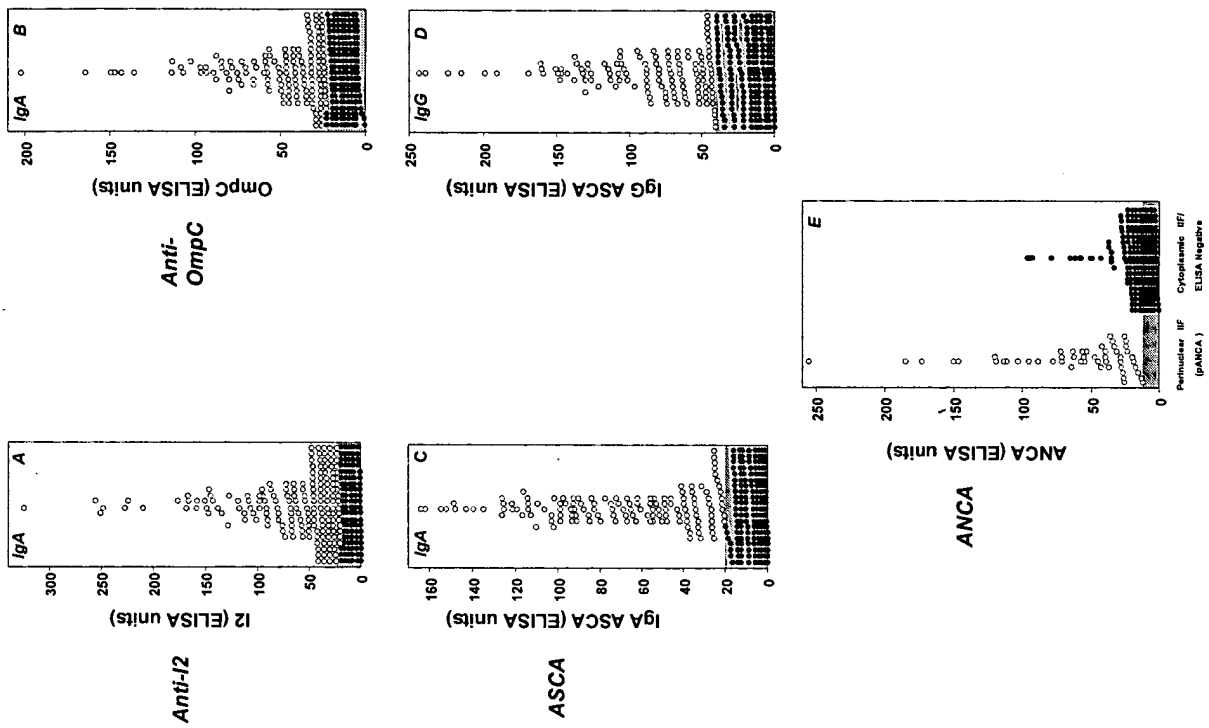 Anti-I2
I2 (ELISA units)
300
250
200
150
100
50
0
IgA
A
Anti-
OmpC
OmpC (ELISA units)
200
150
100
50
0
IgA
B
ASCA
IgA ASCA (ELISA units)
160
140
120
100
80
60
40
20
0
IgA
C
IgG ASCA (ELISA units)
250
200
150
100
50
0
IgG
D
ANCA
ANCA (ELISA units)
250
200
150
100
50
0
E
Perinuclear IIF
(pANCA)
Cytoplasmic IIF/
ELISA Negative